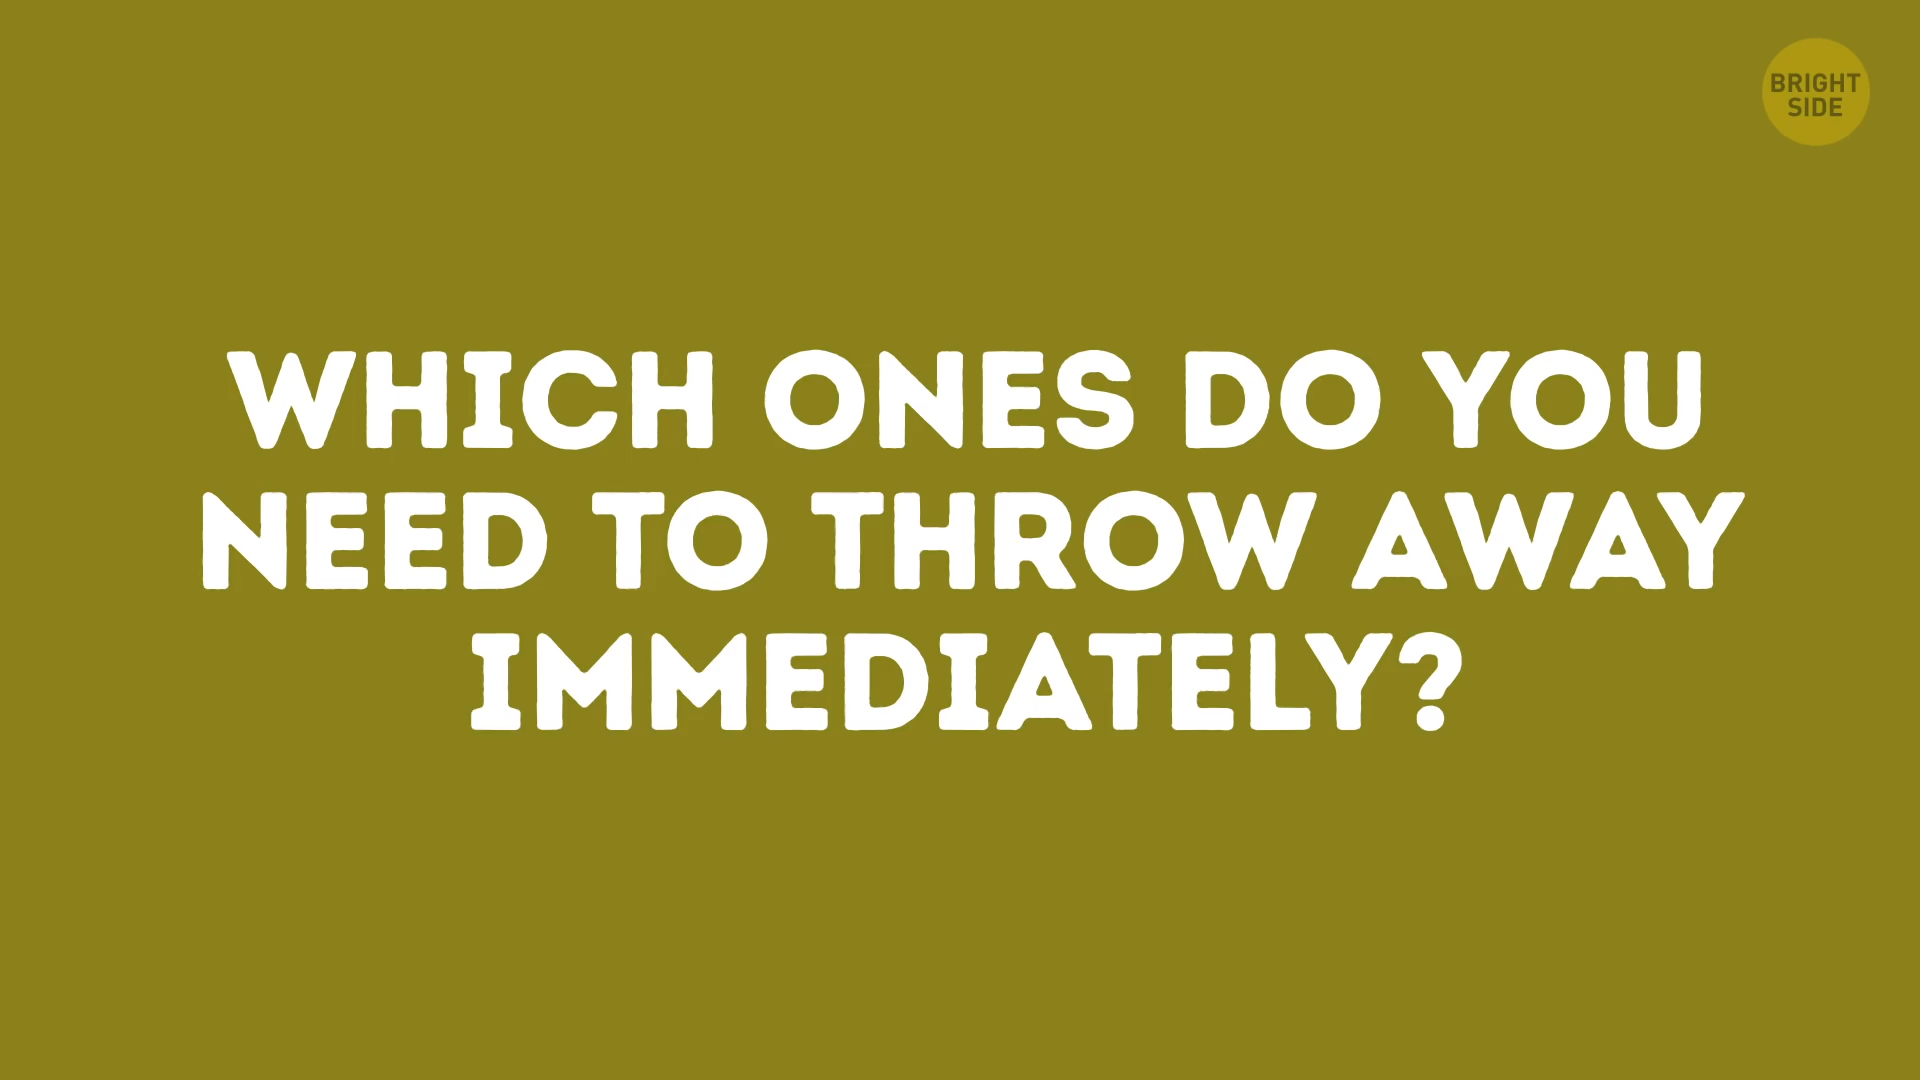 BRIGHT
SIDE
WHICH ONES DO YOU
NEED TO THROW AWAY
IMMEDIATELY?